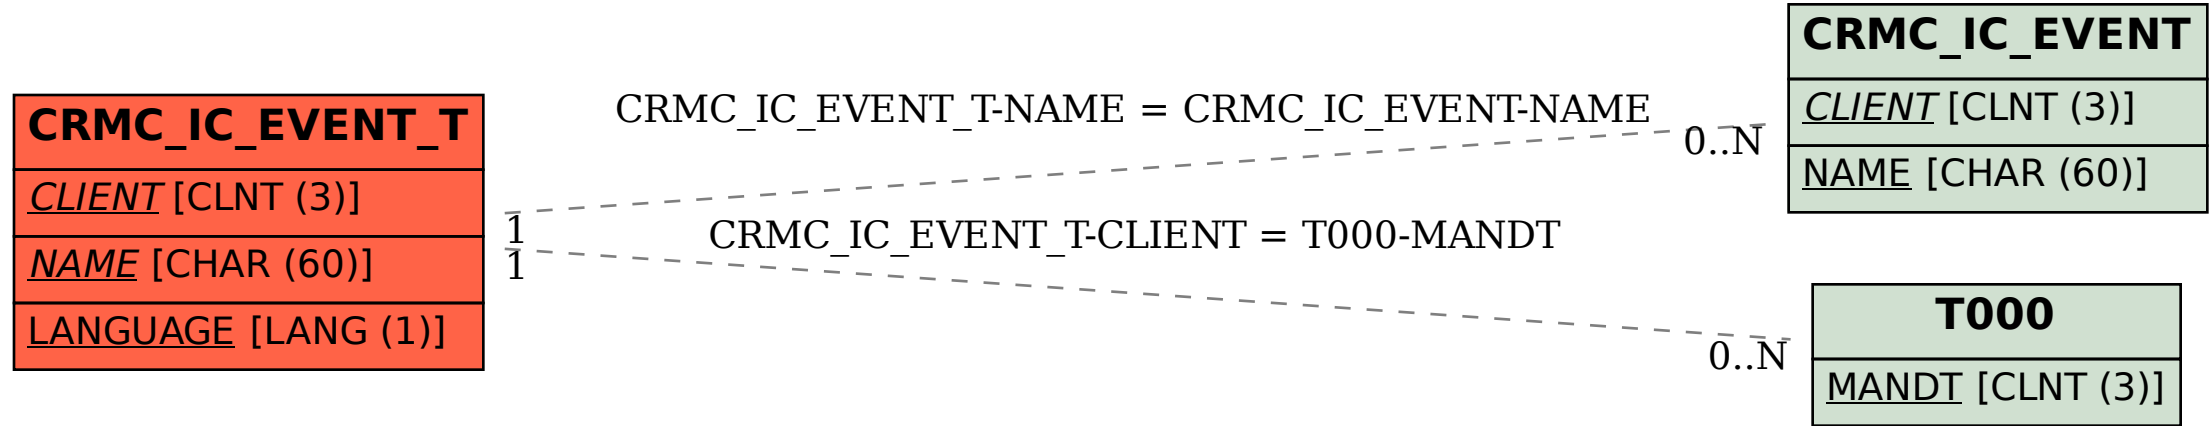 CRMC_IC_EVENT_T
CLIENT [CLNT (3)]
NAME [CHAR (60)]
LANGUAGE [LANG (1)]
CRMC_IC_EVENT_T-NAME = CRMC_IC_EVENT-NAME
0..N
1
CRMC_IC_EVENT_T-CLIENT = T000-MANDT
1
0..N
CRMC_IC_EVENT
CLIENT [CLNT (3)]
NAME [CHAR (60)]
T000
MANDT [CLNT (3)]